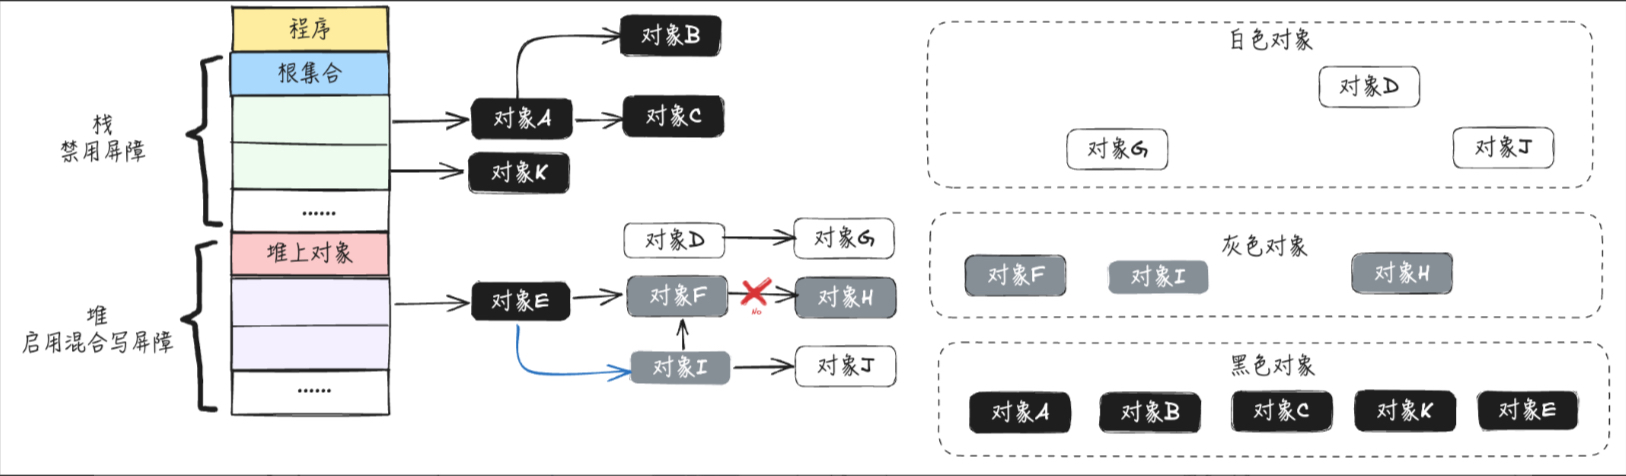 程序
根集合
......
堆上对象
......
栈
禁用屏障
堆
启用混合写屏障
对象B
对象A
对象C
对象K
对象D
对象G
对象E
对象F
NO
对象H
对象I
对象J
白色对象
对象D
对象G
对象J
灰色对象
对象F
对象I
对象H
黑色对象
对象A
对象B
对象C
对象K
对象E